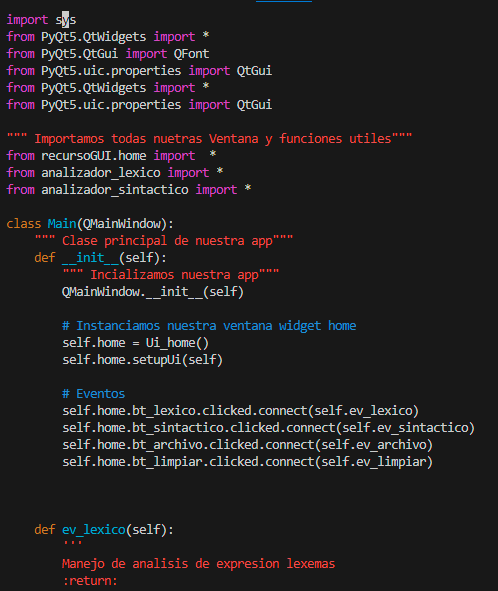 import sys
from PyQt5.QtWidgets import *
from PyQt5.QtGui import QFont
from PyQt5.uic.properties import QtGui
from PyQt5.QtWidgets import *
from PyQt5.uic.properties import QtGui

""" Importamos todas nuetras Ventana y funciones utiles"""
from recursoGUI.home import  *
from analizador_lexico import *
from analizador_sintactico import *

class Main(QMainWindow):
    """ Clase principal de nuestra app"""
    def __init__(self):
        """ Incializamos nuestra app"""
        QMainWindow.__init__(self)

        # Instanciamos nuestra ventana widget home
        self.home = Ui_home()
        self.home.setupUi(self)

        # Eventos
        self.home.bt_lexico.clicked.connect(self.ev_lexico)
        self.home.bt_sintactico.clicked.connect(self.ev_sintactico)
        self.home.bt_archivo.clicked.connect(self.ev_archivo)
        self.home.bt_limpiar.clicked.connect(self.ev_limpiar)



    def ev_lexico(self):
        '''
        Manejo de analisis de expresion lexemas
        :return: